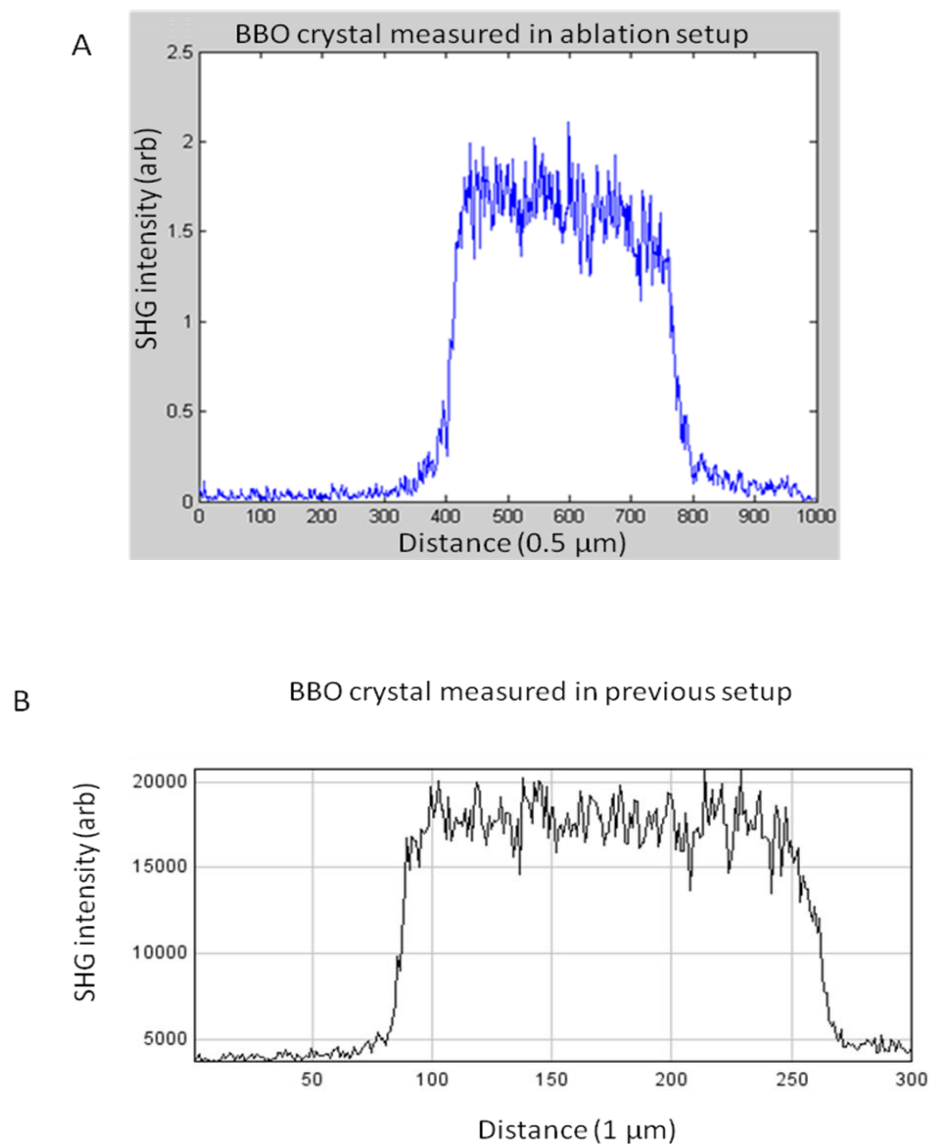 A
BBO crystal measured in ablation setup
2.5
2
1.5
1
0.5
0
SHG intensity (arb)
0 100 200 300 400 500 600 700 800 900 1000
Distance (0.5 µm)
B
BBO crystal measured in previous setup
20000
15000
10000
5000
SHG intensity (arb)
50 100 150 200 250 300
Distance (1 µm)